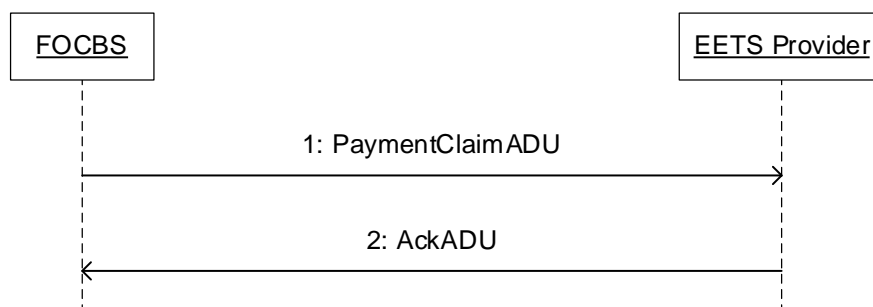 FOCBS
EETS Provider
1: PaymentClaimADU
2: AckADU